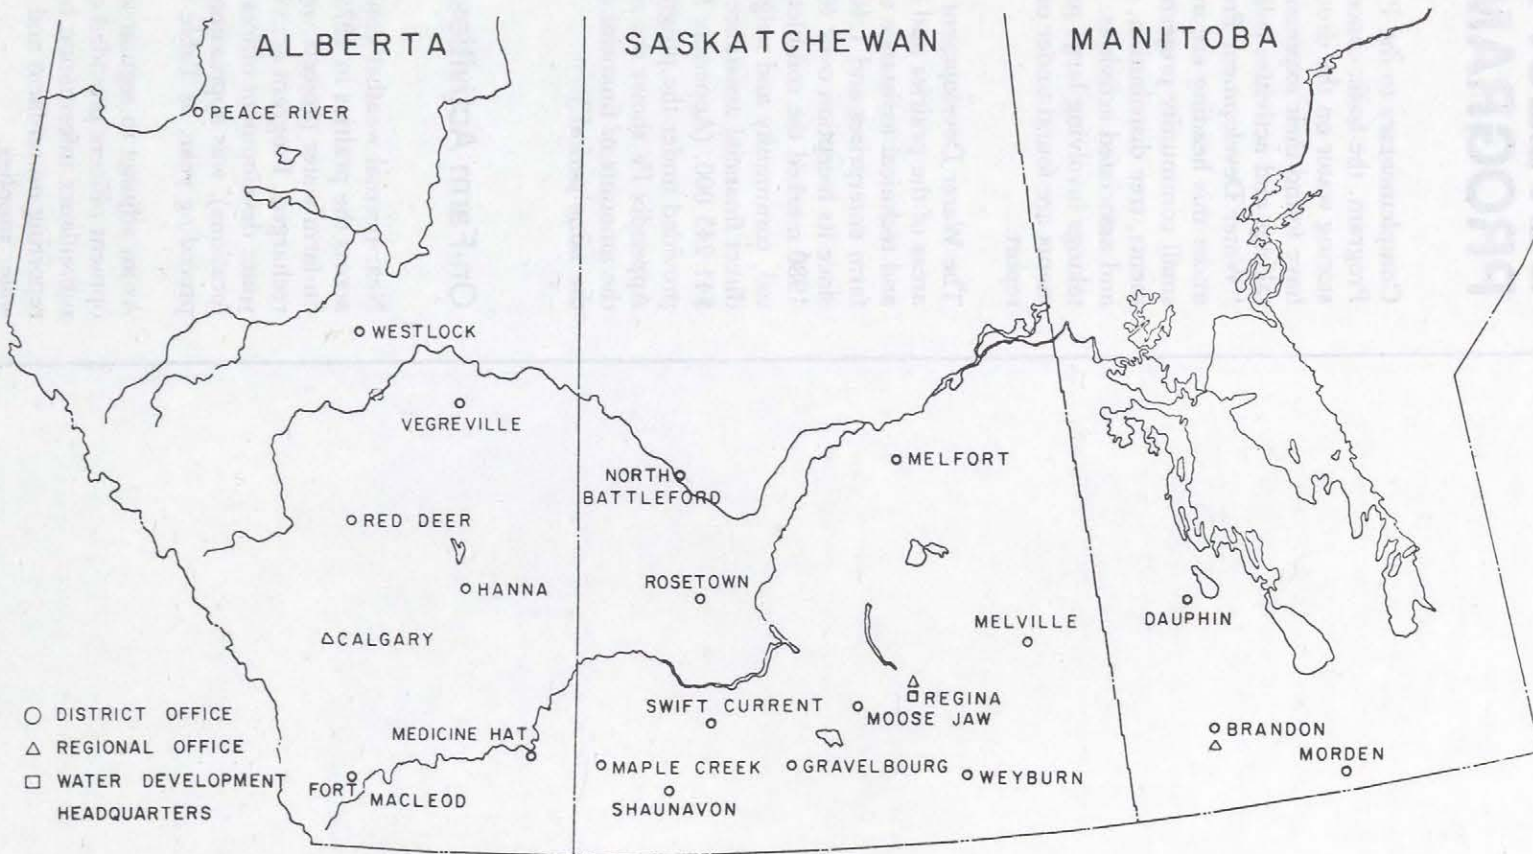 ALBERTA
SASKATCHEWAN
MANITOBA
PEACE RIVER
WESTLOCK
VEGREVILLE
NORTH
BATTLEFORD
MELFORT
RED DEER
HANNA
ROSETOWN
CALGARY
MELVILLE
DAUPHIN
REGINA
SWIFT CURRENT
MOOSE JAW
MEDICINE HAT
BRANDON
MORDEN
MAPLE CREEK
GRAVELBOURG
WEYBURN
FORT
MACLEOD
SHAUNAVON
DISTRICT OFFICE
REGIONAL OFFICE
WATER DEVELOPMENT
HEADQUARTERS